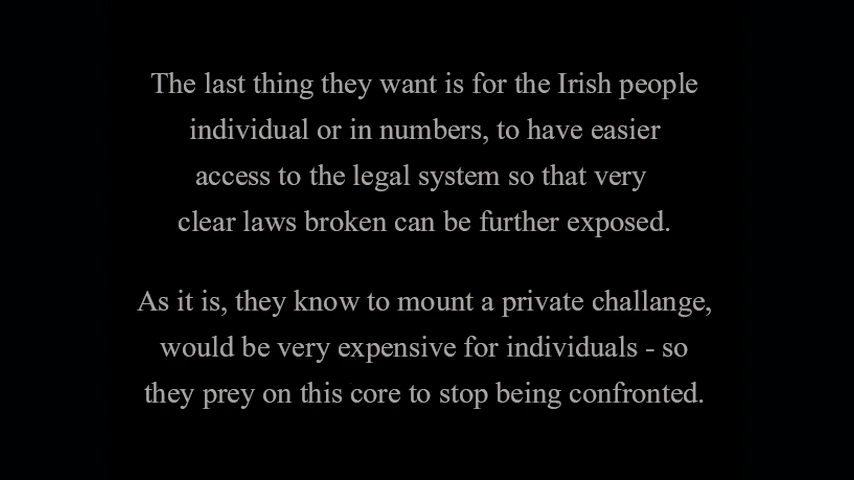 The last thing they want is for the Irish people
individual or in numbers, to have easier
access to the legal system so that very
clear laws broken can be further exposed.
As it is, they know to mount a private challange,
would be very expensive for individuals - so
they prey on this core to stop being confronted.